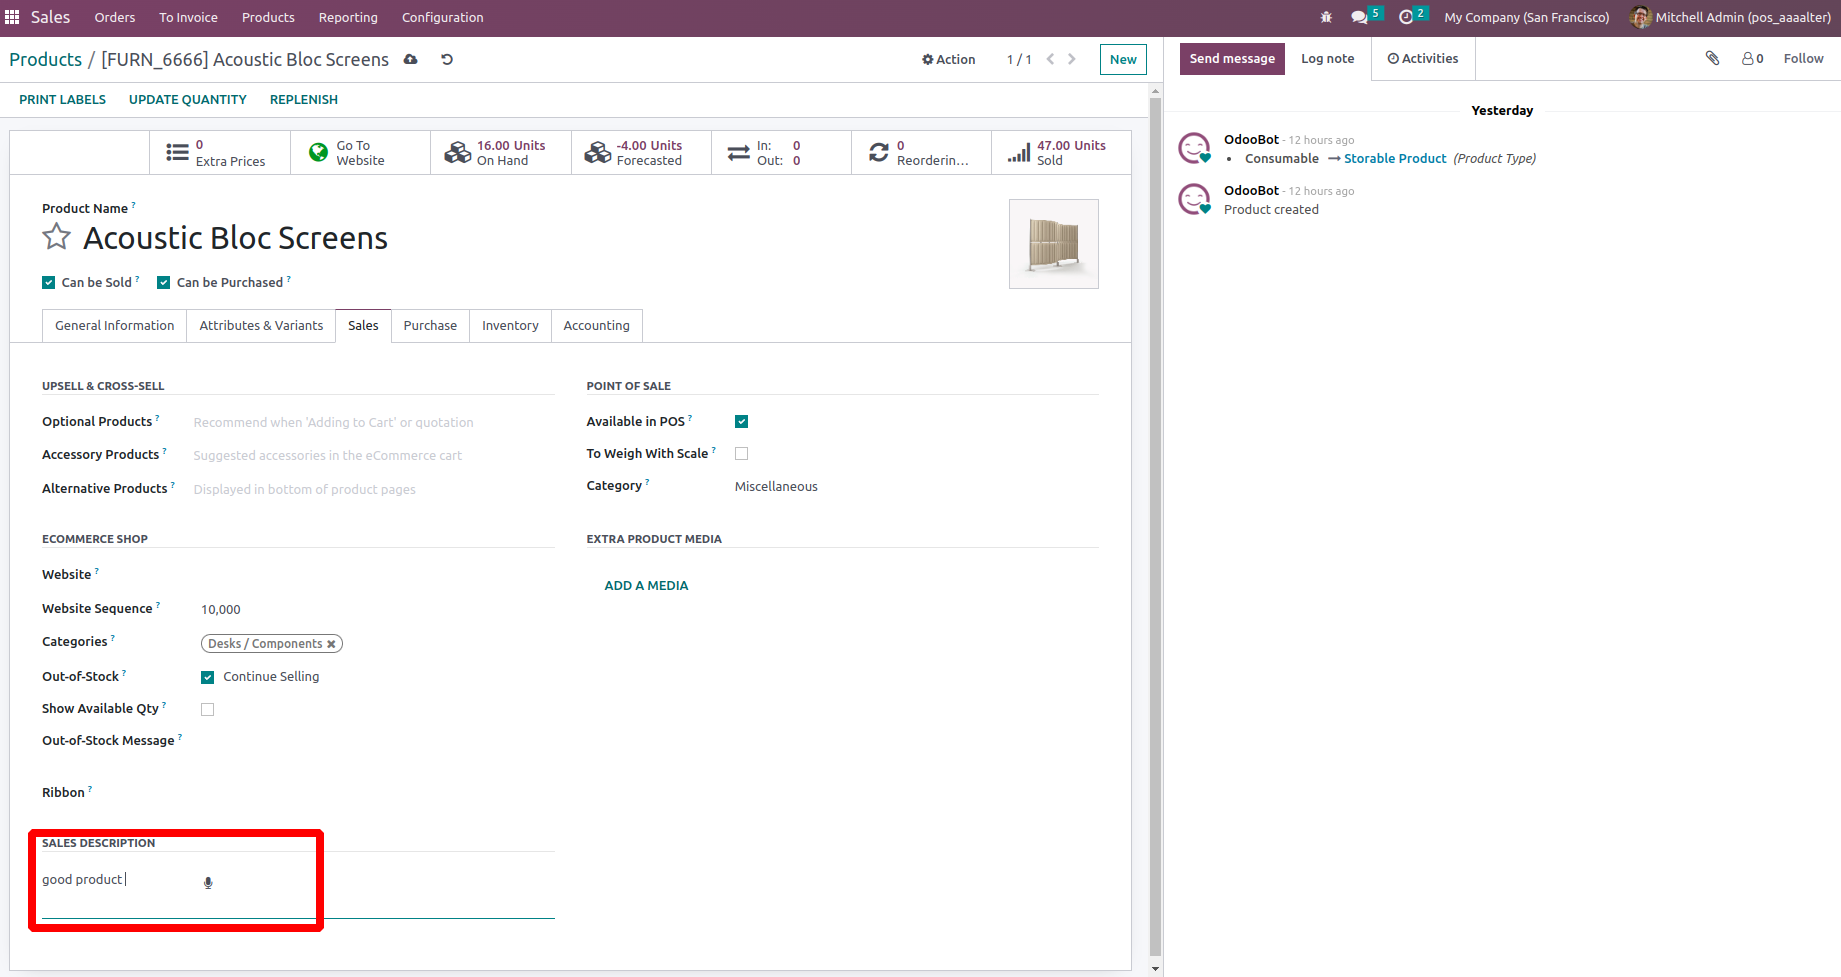 Sales Orders To Invoice Products Reporting Configuration 5 2 My Company (San Francisco) Mitchell Admin (pos_aaaalter)
Products / [FURN_6666] Acoustic Bloc Screens Action 1 / 1 New
PRINT LABELS UPDATE QUANTITY REPLENISH
0 Extra Prices
Go To Website
16.00 Units On Hand
-4.00 Units Forecasted
In: 0
Out: 0
0 Reorderin...
47.00 Units Sold
Product Name ?
Acoustic Bloc Screens
Can be Sold ? Can be Purchased ?
General Information Attributes & Variants Sales Purchase Inventory Accounting
UPSELL & CROSS-SELL
Optional Products ? Recommend when 'Adding to Cart' or quotation
Accessory Products ? Suggested accessories in the eCommerce cart
Alternative Products ? Displayed in bottom of product pages
POINT OF SALE
Available in POS ?
To Weigh With Scale ?
Category ? Miscellaneous
ECOMMERCE SHOP
Website ?
Website Sequence ? 10,000
Categories ? Desks / Components
Out-of-Stock ? Continue Selling
Show Available Qty ?
Out-of-Stock Message ?
Ribbon ?
EXTRA PRODUCT MEDIA
ADD A MEDIA
SALES DESCRIPTION
good product
Send message Log note Activities 0 Follow
Yesterday
OdooBot - 12 hours ago
• Consumable → Storable Product (Product Type)
OdooBot - 12 hours ago
Product created